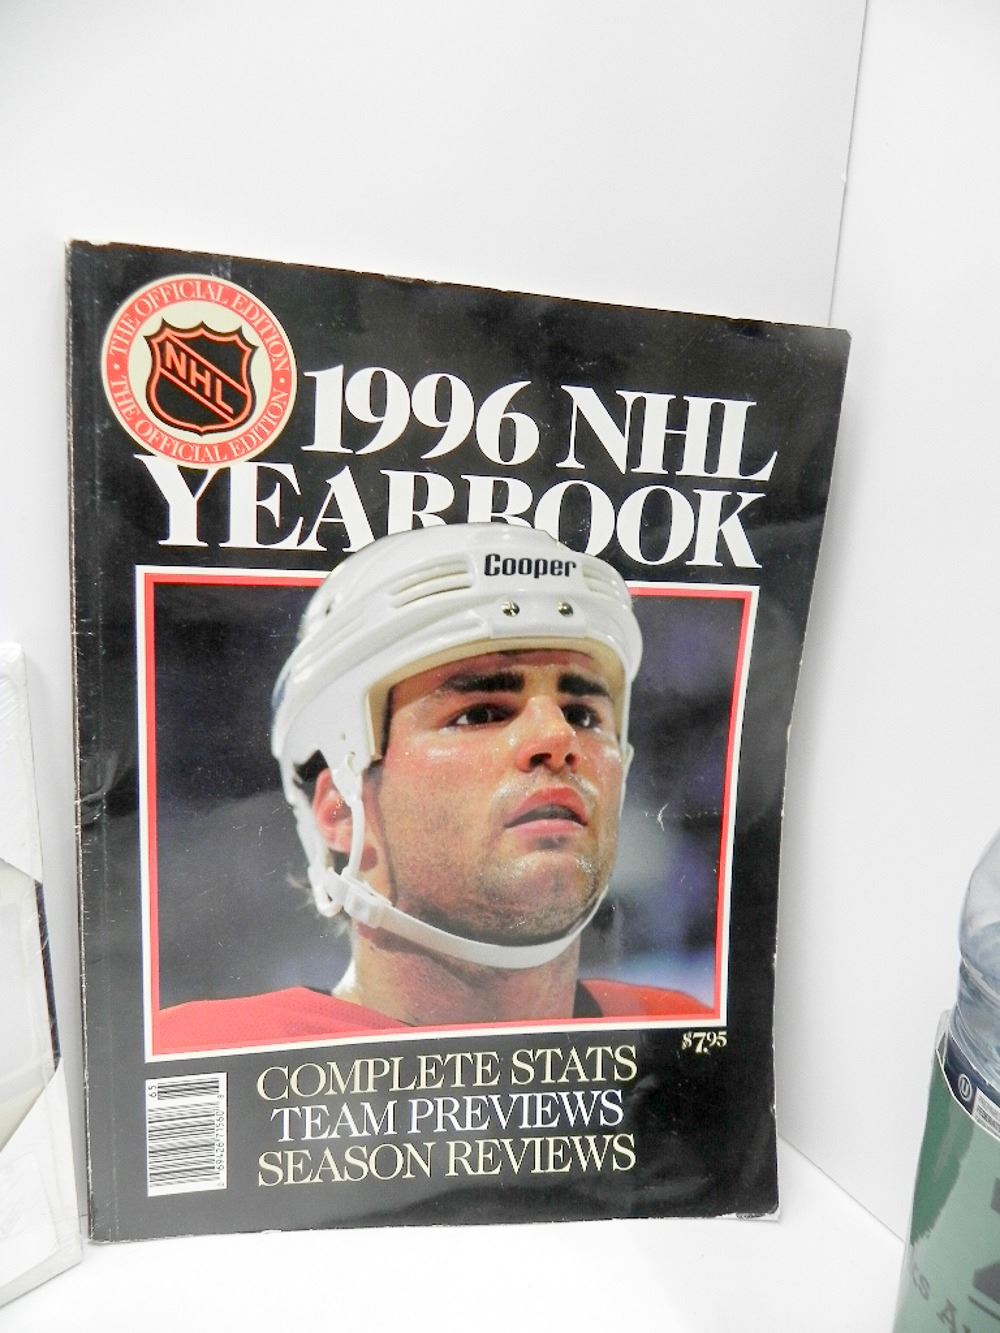 THE OFFICIAL EDITION · THE OFFICIAL EDITION ·
NHL
1996 NHL
YEARBOOK
Cooper
$7.95
COMPLETE STATS
TEAM PREVIEWS
SEASON REVIEWS
65